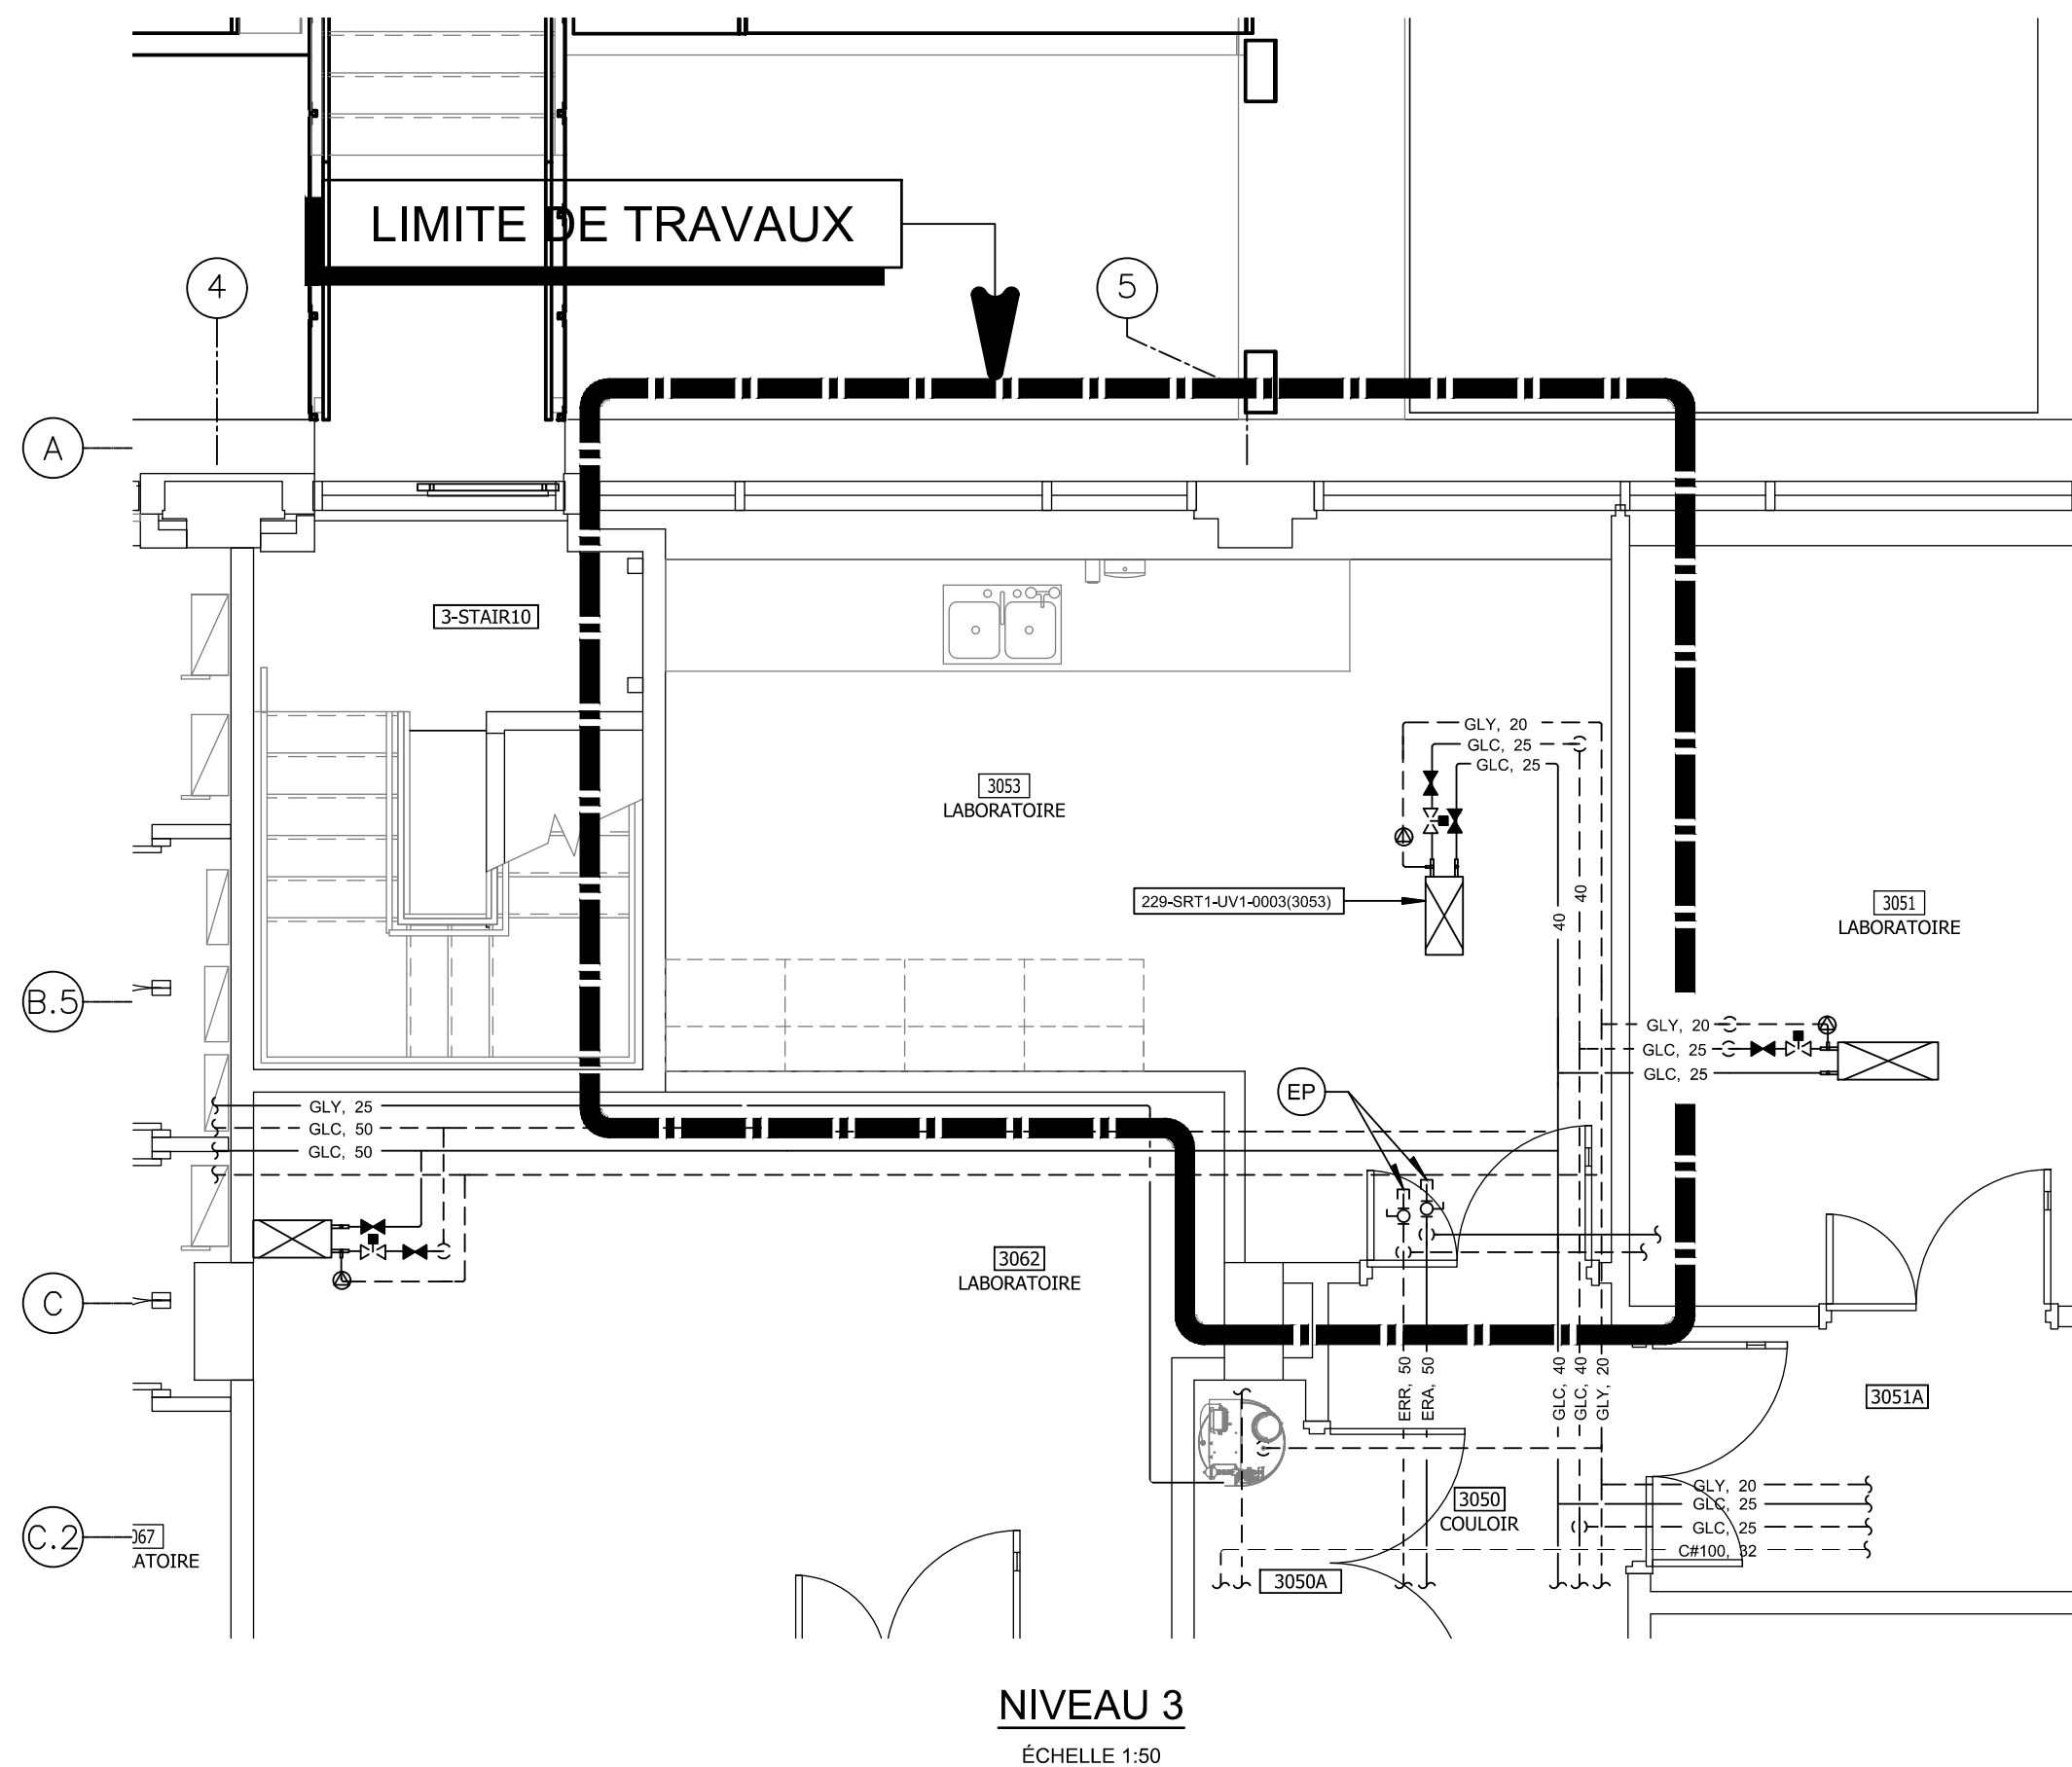 LIMITE DE TRAVAUX
4
5
A
3-STAIR10
GLY, 20
GLC, 25
GLC, 25
3053
LABORATOIRE
40
40
229-SRT1-UV1-0003(3053)
3051
LABORATOIRE
B.5
GLY, 20
GLC, 25
GLC, 25
EP
GLY, 25
GLC, 50
GLC, 50
3062
LABORATOIRE
C
ERR, 50
ERA, 50
GLC, 40
GLC, 40
GLY, 20
3051A
GLY, 20
GLC, 25
GLC, 25
C#100, 32
3050
COULOIR
C.2
067
ATOIRE
3050A
NIVEAU 3
ÉCHELLE 1:50